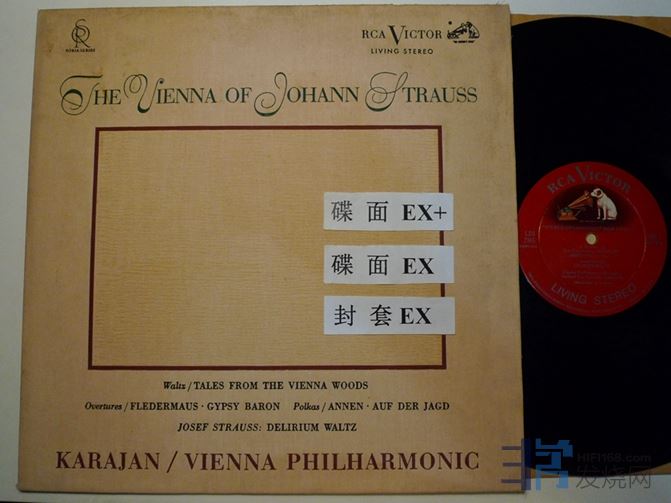 SR
SORIA SERIES
RCA VICTOR
LIVING STEREO
THE VIENNA OF JOHANN STRAUSS
碟面 EX+
碟面 EX
封套 EX
Waltz/TALES FROM THE VIENNA WOODS
Overtures/FLEDERMAUS·GYPSY BARON Polkas/ANNEN·AUF DER JAGD
JOSEF STRAUSS: DELIRIUM WALTZ
KARAJAN/VIENNA PHILHARMONIC
RCA VICTOR
LIVING STEREO
HIFI168.com
发烧网